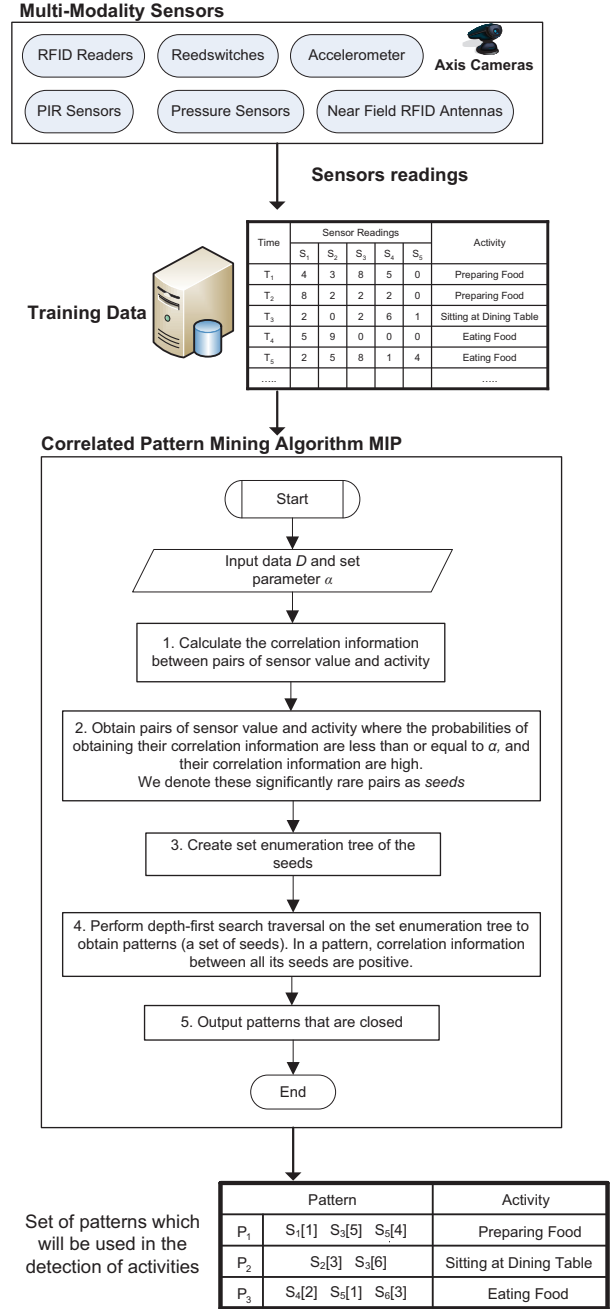 Multi-Modality Sensors
RFID Readers
Reedswitches
Accelerometer
Axis Cameras
PIR Sensors
Pressure Sensors
Near Field RFID Antennas
Sensors readings
Training Data
Time Sensor Readings Activity
S₁ S₂ S₃ S₄ S₅
T₁ 4 3 8 5 0 Preparing Food
T₂ 8 2 2 2 0 Preparing Food
T₃ 2 0 2 6 1 Sitting at Dining Table
T₄ 5 9 0 0 0 Eating Food
T₅ 2 5 8 1 4 Eating Food
..... .....
Correlated Pattern Mining Algorithm MIP
Start
Input data D and set
parameter α
1. Calculate the correlation information
between pairs of sensor value and activity
2. Obtain pairs of sensor value and activity where the probabilities of
obtaining their correlation information are less than or equal to α, and
their correlation information are high.
We denote these significantly rare pairs as seeds
3. Create set enumeration tree of the
seeds
4. Perform depth-first search traversal on the set enumeration tree to
obtain patterns (a set of seeds). In a pattern, correlation information
between all its seeds are positive.
5. Output patterns that are closed
End
Set of patterns which
will be used in the
detection of activities
Pattern Activity
P₁ S₁[1] S₃[5] S₅[4] Preparing Food
P₂ S₂[3] S₃[6] Sitting at Dining Table
P₃ S₄[2] S₅[1] S₆[3] Eating Food